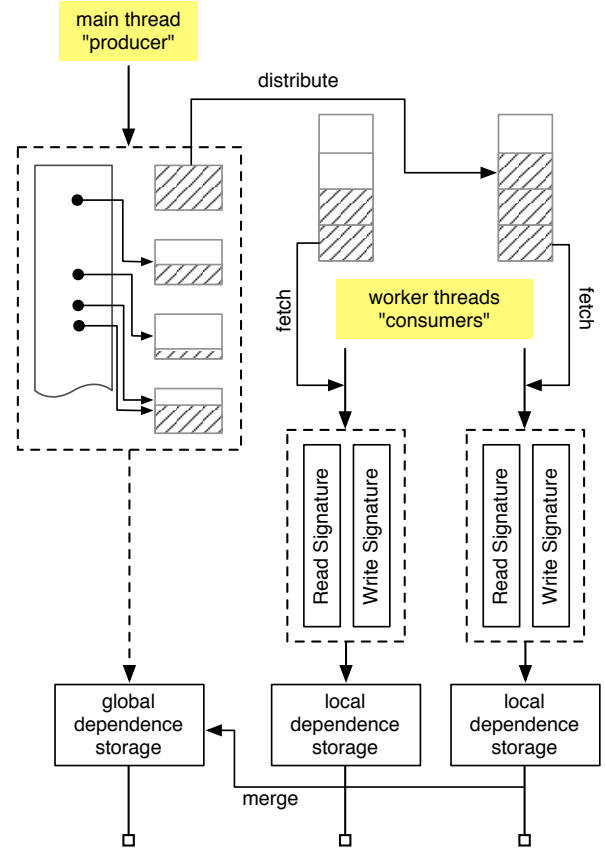 main thread
"producer"
distribute
fetch
worker threads
"consumers"
fetch
Read Signature
Write Signature
Read Signature
Write Signature
global
dependence
storage
local
dependence
storage
local
dependence
storage
merge